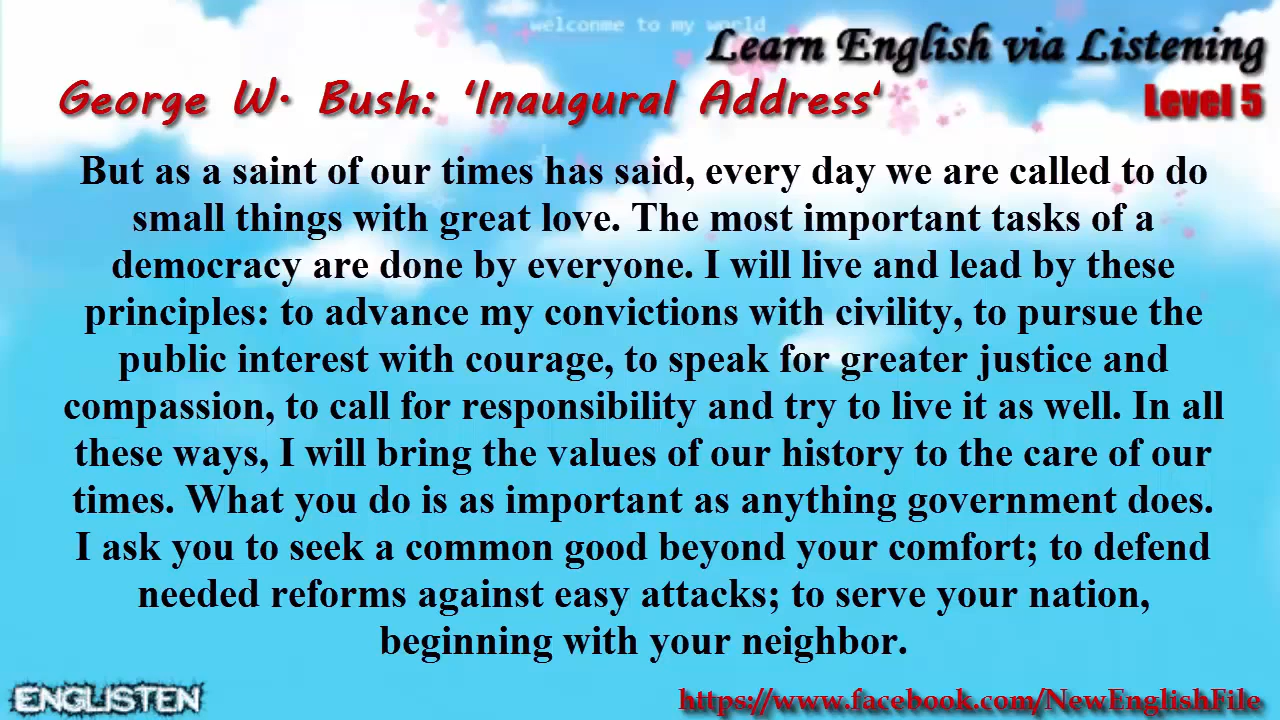 welconme to my world
Learn English via Listening
George W. Bush: 'Inaugural Address'
Level 5
But as a saint of our times has said, every day we are called to do
small things with great love. The most important tasks of a
democracy are done by everyone. I will live and lead by these
principles: to advance my convictions with civility, to pursue the
public interest with courage, to speak for greater justice and
compassion, to call for responsibility and try to live it as well. In all
these ways, I will bring the values of our history to the care of our
times. What you do is as important as anything government does.
I ask you to seek a common good beyond your comfort; to defend
needed reforms against easy attacks; to serve your nation,
beginning with your neighbor.
ENGLISTEN
https://www.facebook.com/NewEnglishFile